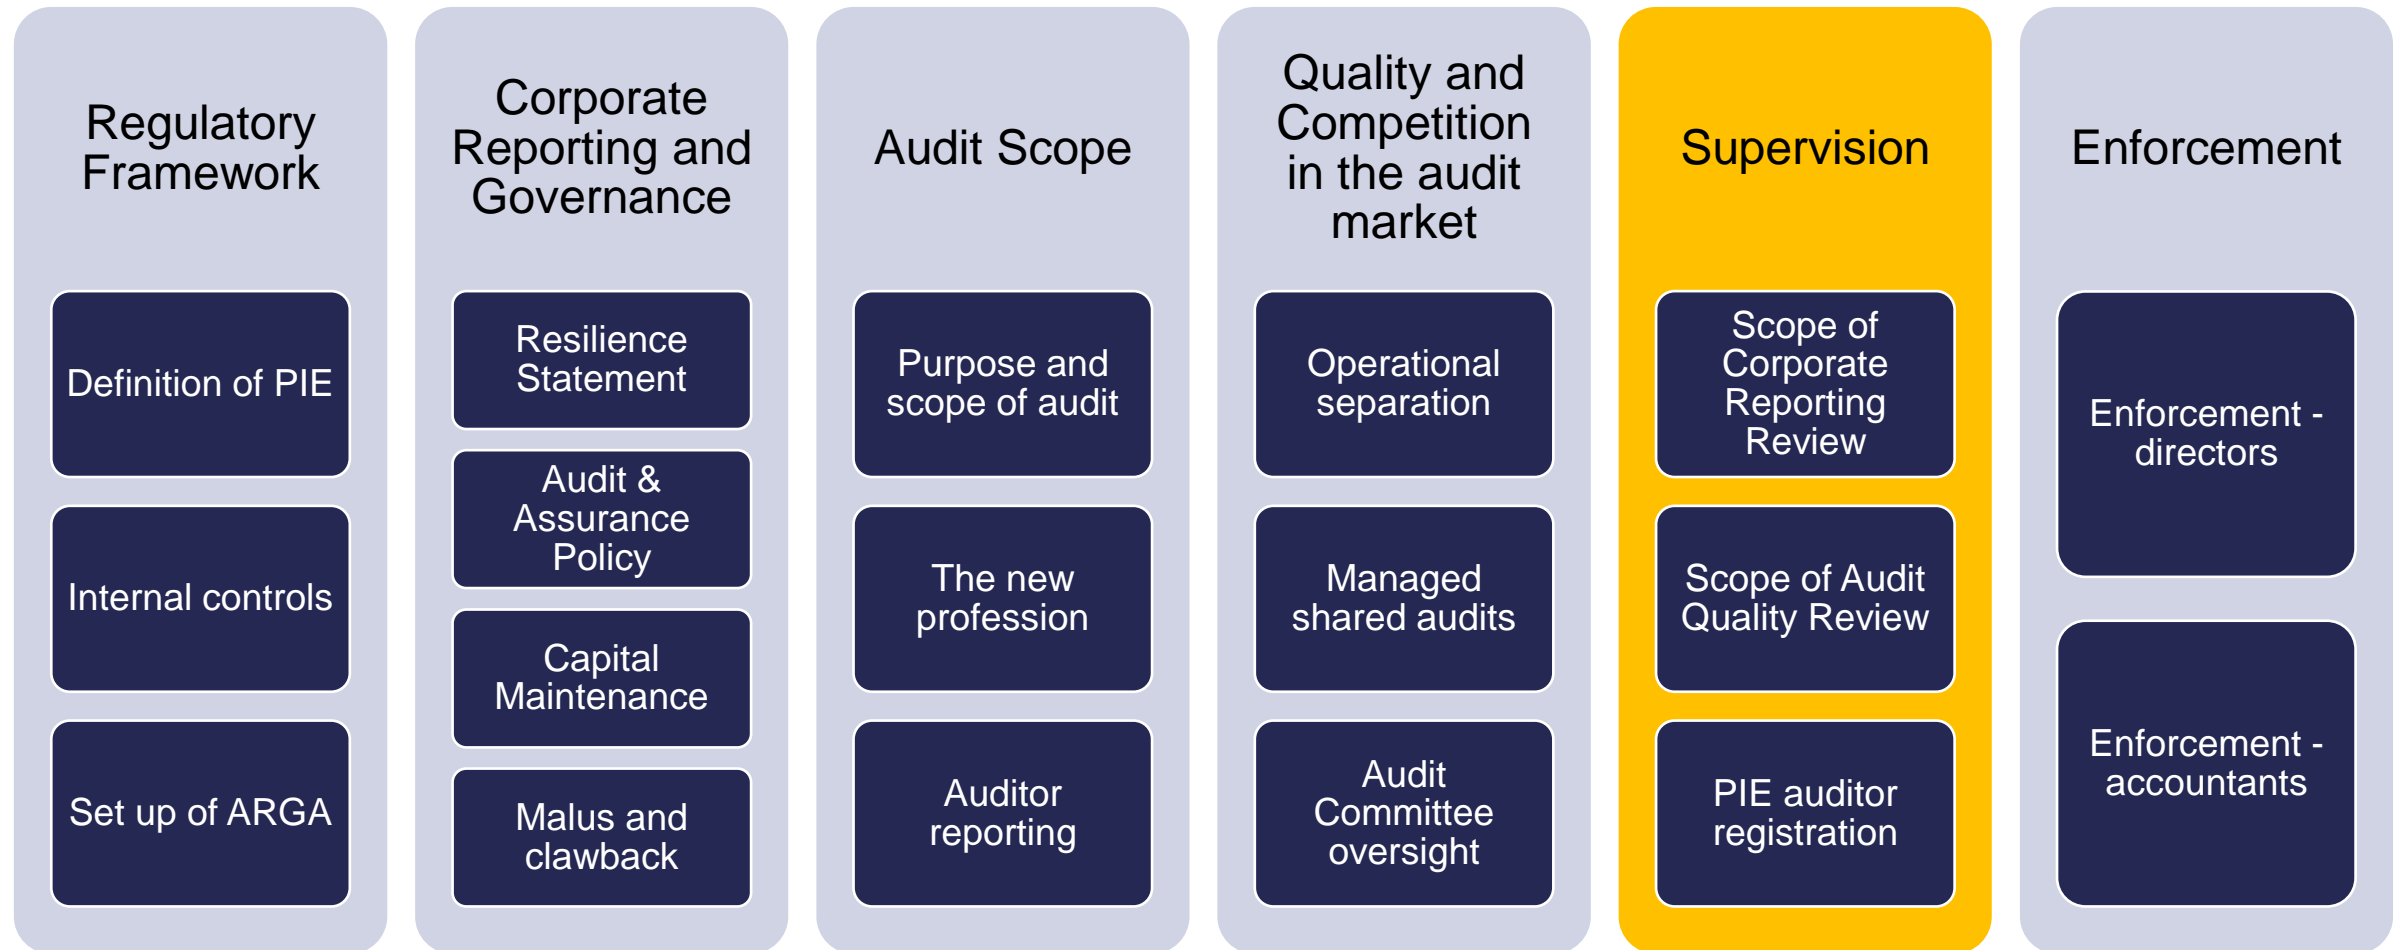 Regulatory
Framework
Definition of PIE
Internal controls
Set up of ARGA
Corporate
Reporting and
Governance
Resilience
Statement
Audit &
Assurance
Policy
Capital
Maintenance
Malus and
clawback
Audit Scope
Purpose and
scope of audit
The new
profession
Auditor
reporting
Quality and
Competition
in the audit
market
Operational
separation
Managed
shared audits
Audit
Committee
oversight
Supervision
Scope of
Corporate
Reporting
Review
Scope of Audit
Quality Review
PIE auditor
registration
Enforcement
Enforcement -
directors
Enforcement -
accountants